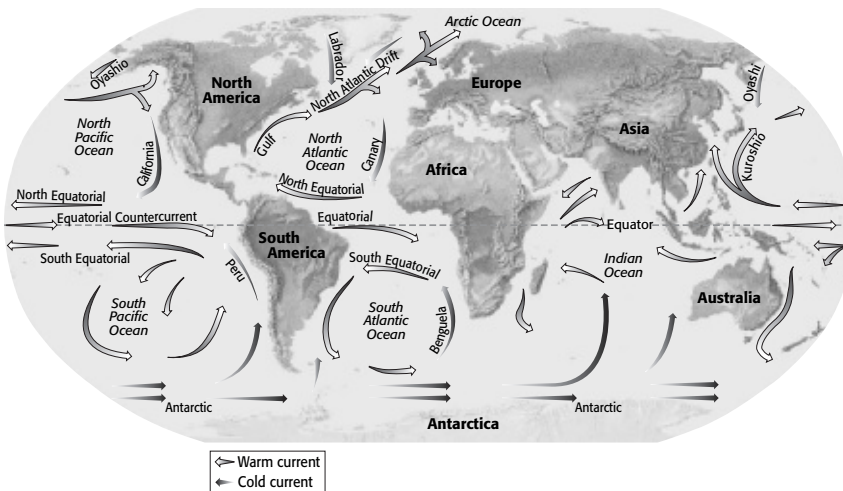 Arctic Ocean
Labrador
North Atlantic Drift
Oyashio
North
America
Europe
Oyashi
Asia
North
Pacific
Ocean
California
Gulf
North
Atlantic
Ocean
Canary
Africa
Kuroshio
North Equatorial
North Equatorial
Equatorial Countercurrent
Equatorial
Equator
South
America
South Equatorial
South Equatorial
Peru
Indian
Ocean
South
Pacific
Ocean
South
Atlantic
Ocean
Benguela
Australia
Antarctic
Antarctic
Antarctica
Warm current
Cold current